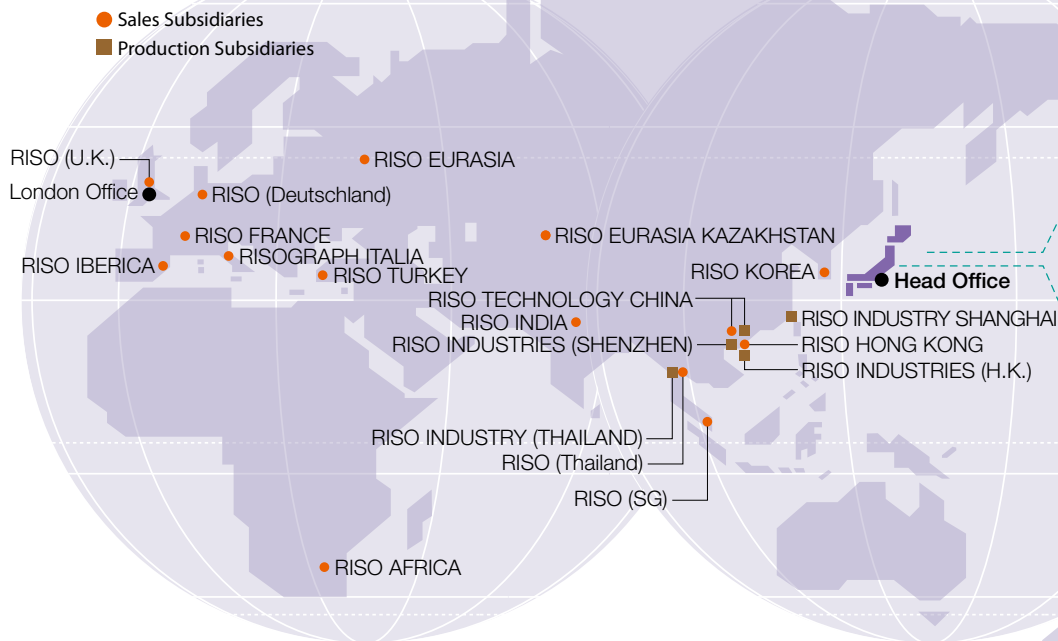 Sales Subsidiaries
Production Subsidiaries
RISO (U.K.)
London Office
RISO EURASIA
RISO (Deutschland)
RISO FRANCE
RISOGRAPH ITALIA
RISO IBERICA
RISO TURKEY
RISO EURASIA KAZAKHSTAN
RISO KOREA
Head Office
RISO TECHNOLOGY CHINA
RISO INDIA
RISO INDUSTRY SHANGHAI
RISO INDUSTRIES (SHENZHEN)
RISO HONG KONG
RISO INDUSTRIES (H.K.)
RISO INDUSTRY (THAILAND)
RISO (Thailand)
RISO (SG)
RISO AFRICA